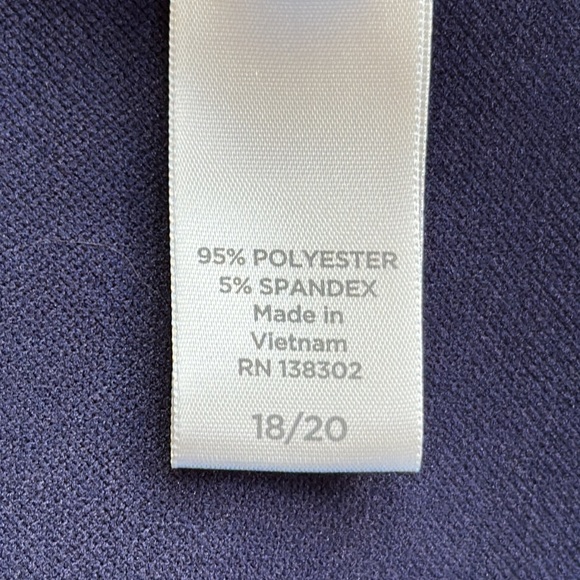 95% POLYESTER
5% SPANDEX
Made in
Vietnam
RN 138302
18/20